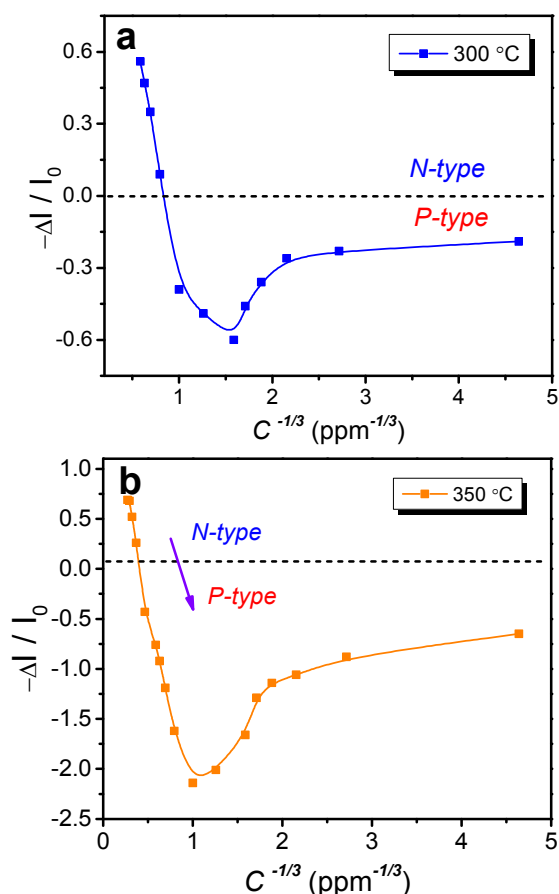 a
300 °C
0.6
0.3
0.0
-0.3
-0.6
−ΔI / I₀
N-type
P-type
1 2 3 4 5
C ⁻¹/³ (ppm⁻¹/³)
b
350 °C
1.0
0.5
0.0
-0.5
-1.0
-1.5
-2.0
-2.5
−ΔI / I₀
N-type
P-type
0 1 2 3 4 5
C ⁻¹/³ (ppm⁻¹/³)